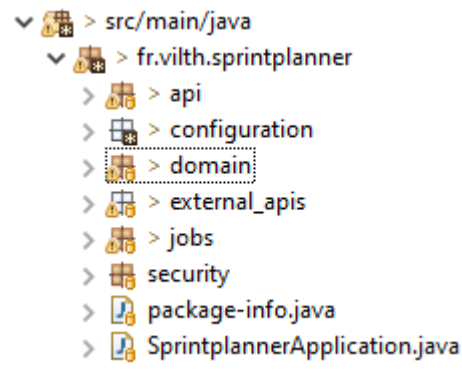 > src/main/java
> fr.vilth.sprintplanner
> api
> configuration
> domain
> external_apis
> jobs
security
package-info.java
SprintplannerApplication.java